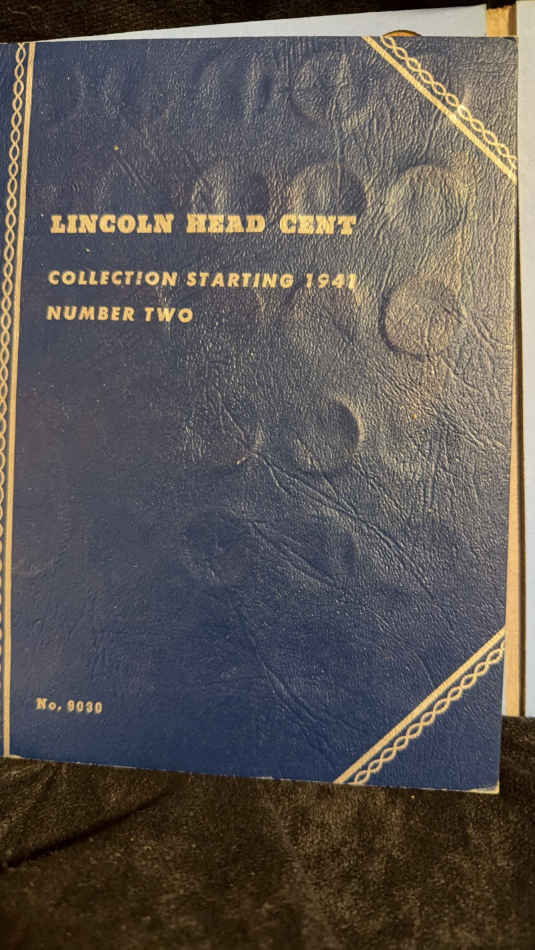 LINCOLN HEAD CENT
COLLECTION STARTING 1941
NUMBER TWO
No. 9030